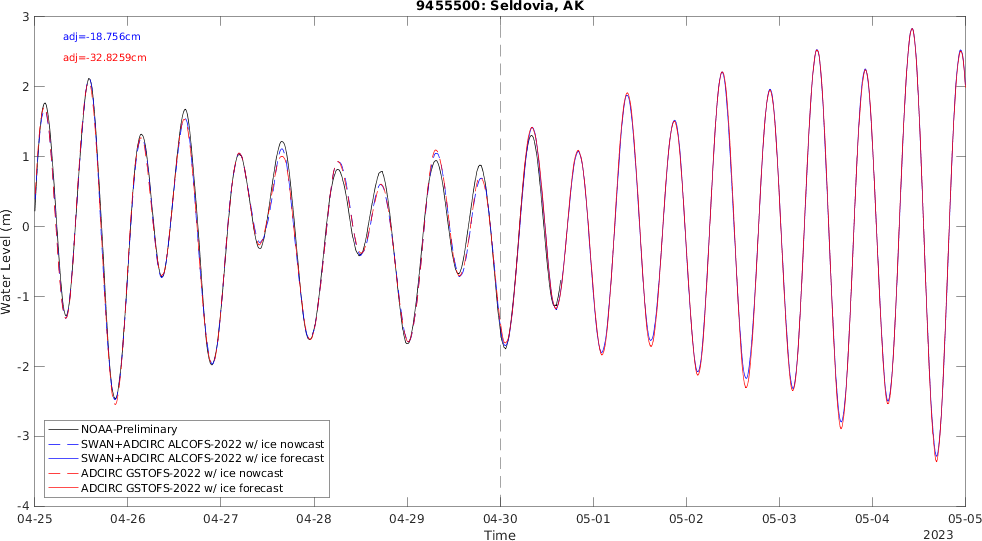 9455500: Seldovia, AK
adj=-18.756cm
adj=-32.8259cm
3
2
1
0
-1
-2
-3
-4
Water Level (m)
NOAA-Preliminary
SWAN+ADCIRC ALCOFS-2022 w/ ice nowcast
SWAN+ADCIRC ALCOFS-2022 w/ ice forecast
ADCIRC GSTOFS-2022 w/ ice nowcast
ADCIRC GSTOFS-2022 w/ ice forecast
04-25 04-26 04-27 04-28 04-29 04-30 05-01 05-02 05-03 05-04 05-05
Time
2023